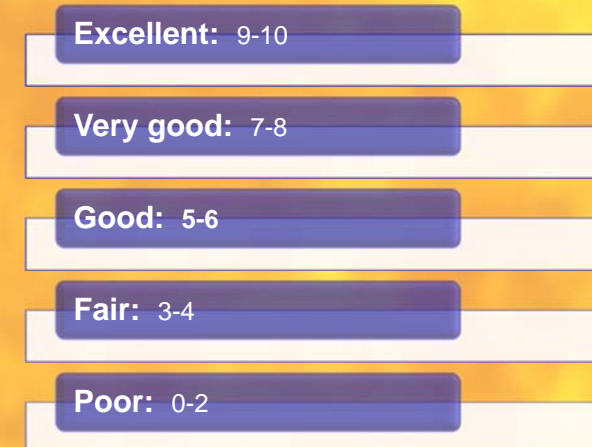 Excellent: 9-10
Very good: 7-8
Good: 5-6
Fair: 3-4
Poor: 0-2